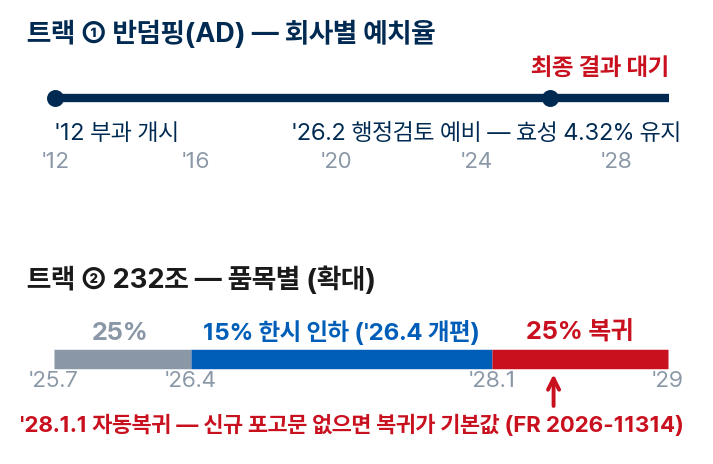 트랙 ① 반덤핑(AD) — 회사별 예치율
최종 결과 대기
'12 부과 개시
'26.2 행정검토 예비 — 효성 4.32% 유지
'12 '16 '20 '24 '28
트랙 ② 232조 — 품목별 (확대)
25% 15% 한시 인하 ('26.4 개편) 25% 복귀
'25.7 '26.4 '28.1 '29
'28.1.1 자동복귀 — 신규 포고문 없으면 복귀가 기본값 (FR 2026-11314)